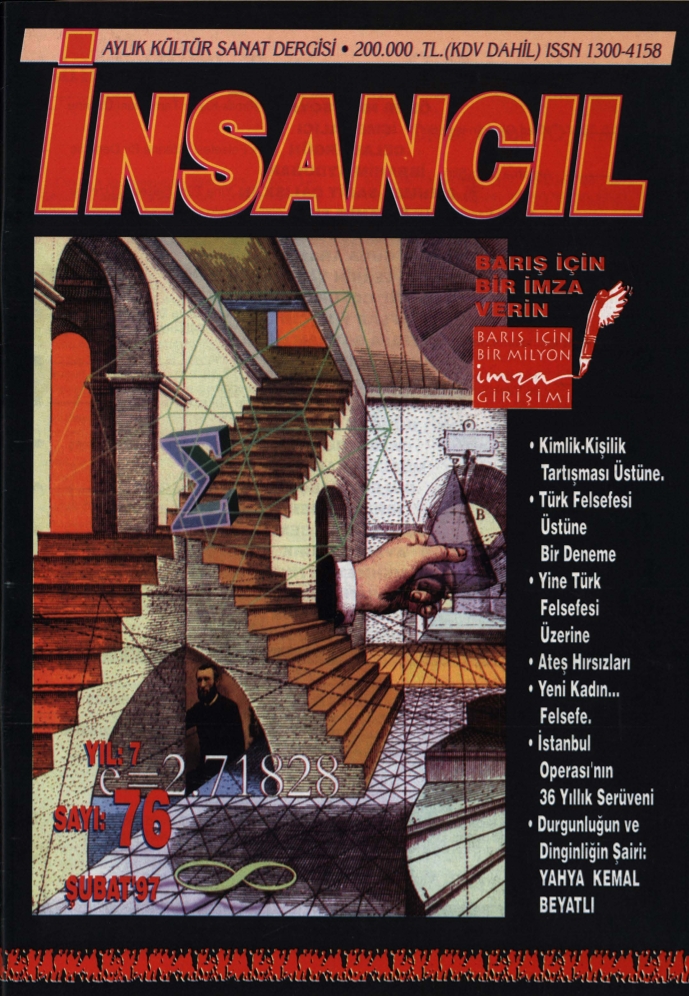 AYLIK KÜLTÜR SANAT DERGİSİ • 200.000 .TL.(KDV DAHİL) ISSN 1300-4158
İNSANCIL
BARIŞ İÇİN
BİR İMZA
VERİN
BARIŞ İÇİN
BİR MİLYON
imza
GİRİŞİMİ
• Kimlik-Kişilik
Tartışması Üstüne.
• Türk Felsefesi
Üstüne
Bir Deneme
• Yine Türk
Felsefesi
Üzerine
• Ateş Hırsızları
• Yeni Kadın...
Felsefe.
• İstanbul
Operası'nın
36 Yıllık Serüveni
• Durgunluğun ve
Dinginliğin Şairi:
YAHYA KEMAL
BEYATLI
Σ
B
YIL: 7
e=2.71828
SAYI: 76
ŞUBAT'97